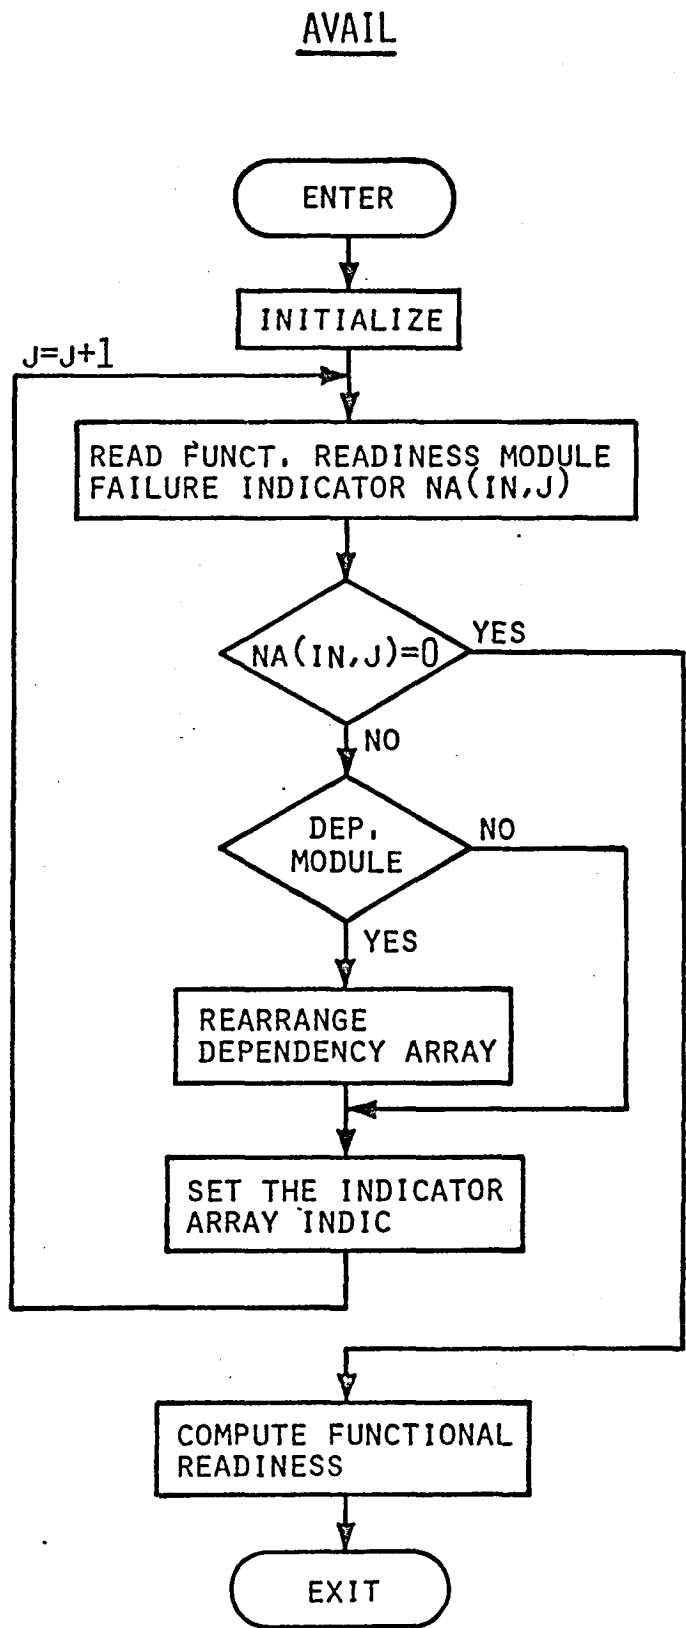 AVAIL
ENTER
INITIALIZE
J=J+1
READ FUNCT. READINESS MODULE
FAILURE INDICATOR NA(IN,J)
NA(IN,J)=0
YES
NO
DEP.
MODULE
NO
YES
REARRANGE
DEPENDENCY ARRAY
SET THE INDICATOR
ARRAY INDIC
COMPUTE FUNCTIONAL
READINESS
EXIT